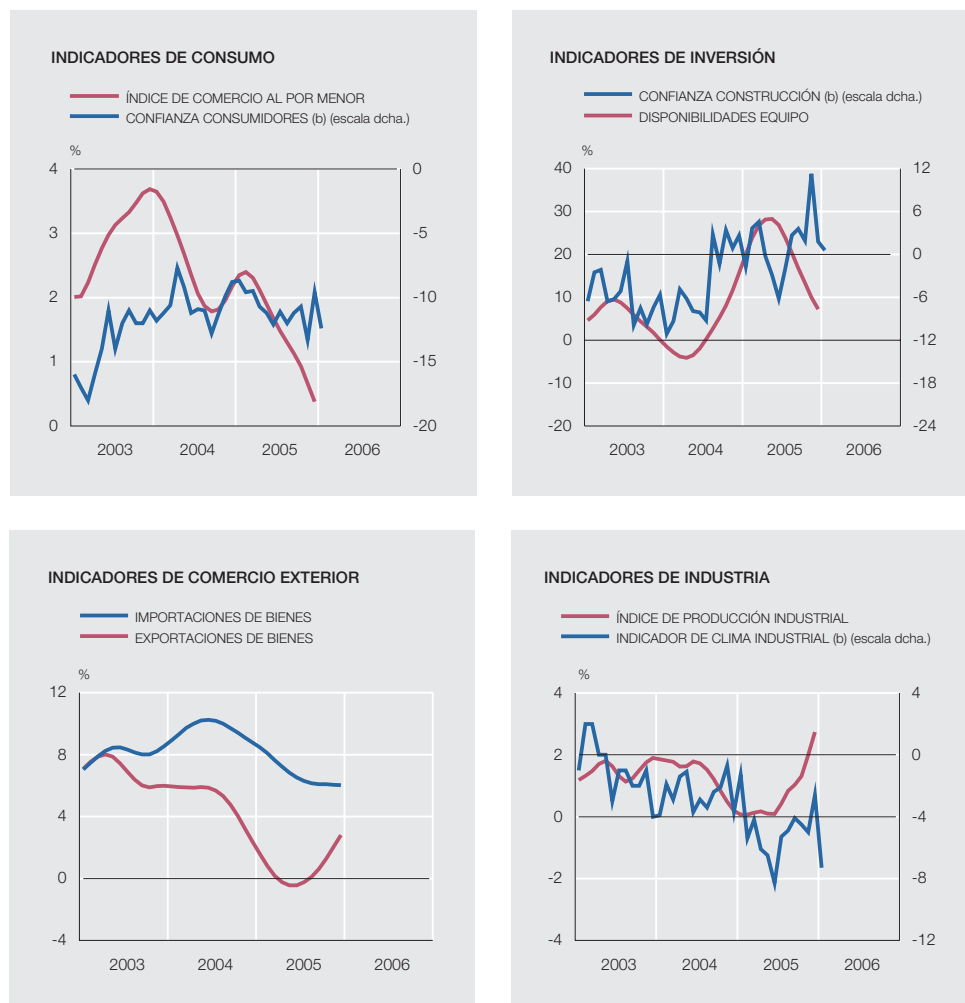 INDICADORES DE CONSUMO
ÍNDICE DE COMERCIO AL POR MENOR
CONFIANZA CONSUMIDORES (b) (escala dcha.)
%
4 0
3 -5
2 -10
1 -15
0 -20
2003 2004 2005 2006
INDICADORES DE INVERSIÓN
CONFIANZA CONSTRUCCIÓN (b) (escala dcha.)
DISPONIBILIDADES EQUIPO
%
40 12
30 6
20 0
10 -6
0 -12
-10 -18
-20 -24
2003 2004 2005 2006
INDICADORES DE COMERCIO EXTERIOR
IMPORTACIONES DE BIENES
EXPORTACIONES DE BIENES
%
12
8
4
0
-4
2003 2004 2005 2006
INDICADORES DE INDUSTRIA
ÍNDICE DE PRODUCCIÓN INDUSTRIAL
INDICADOR DE CLIMA INDUSTRIAL (b) (escala dcha.)
%
4 4
2 0
0 -4
-2 -8
-4 -12
2003 2004 2005 2006